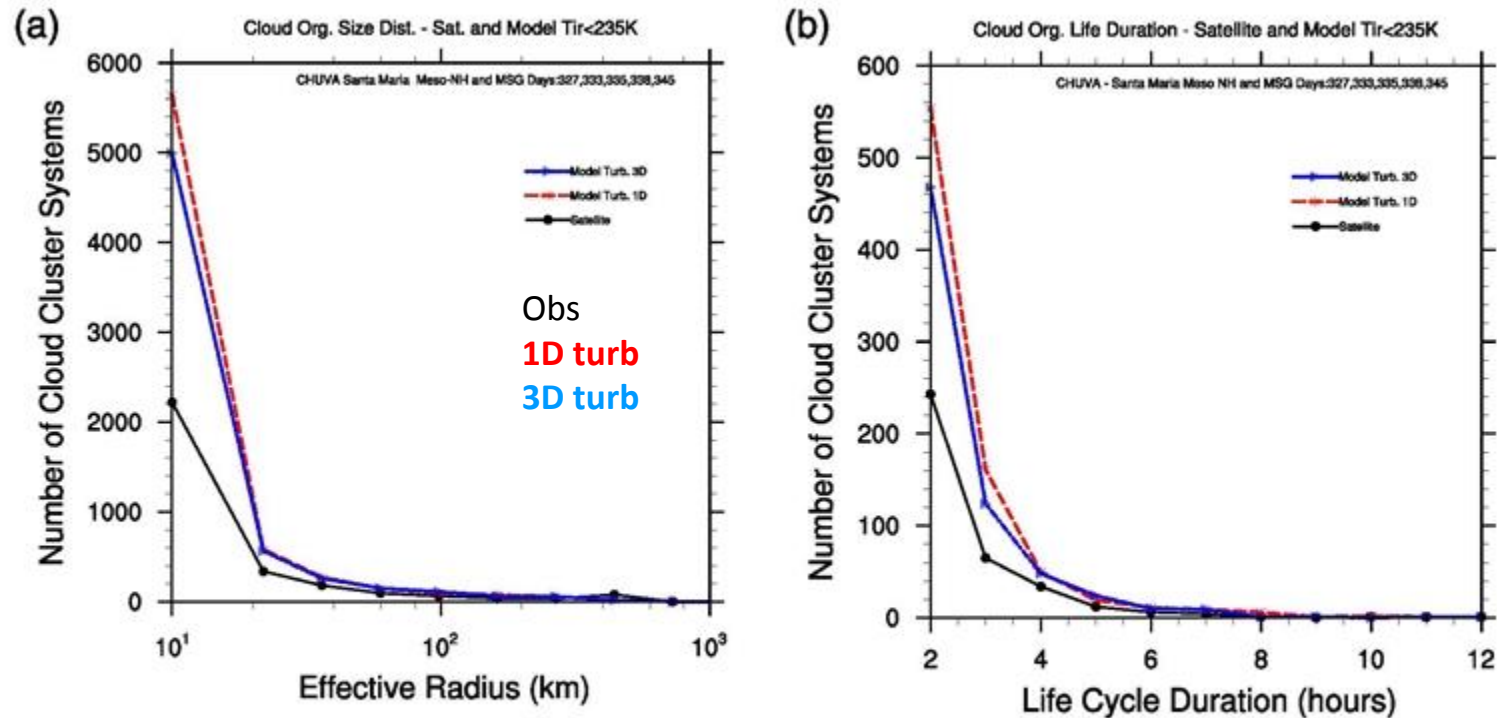 (a)
Cloud Org. Size Dist. - Sat. and Model Tir<235K
CHUVA Santa Maria Meso-NH and MSG Days:327,333,335,338,345
Number of Cloud Cluster Systems
6000
5000
4000
3000
2000
1000
0
Model Turb. 3D
Model Turb. 1D
Satellite
Obs
1D turb
3D turb
10¹
10²
10³
Effective Radius (km)
(b)
Cloud Org. Life Duration - Satellite and Model Tir<235K
CHUVA - Santa Maria Meso NH and MSG Days:327,333,335,338,345
Number of Cloud Cluster Systems
600
500
400
300
200
100
0
Model Turb. 3D
Model Turb. 1D
Satellite
2
4
6
8
10
12
Life Cycle Duration (hours)